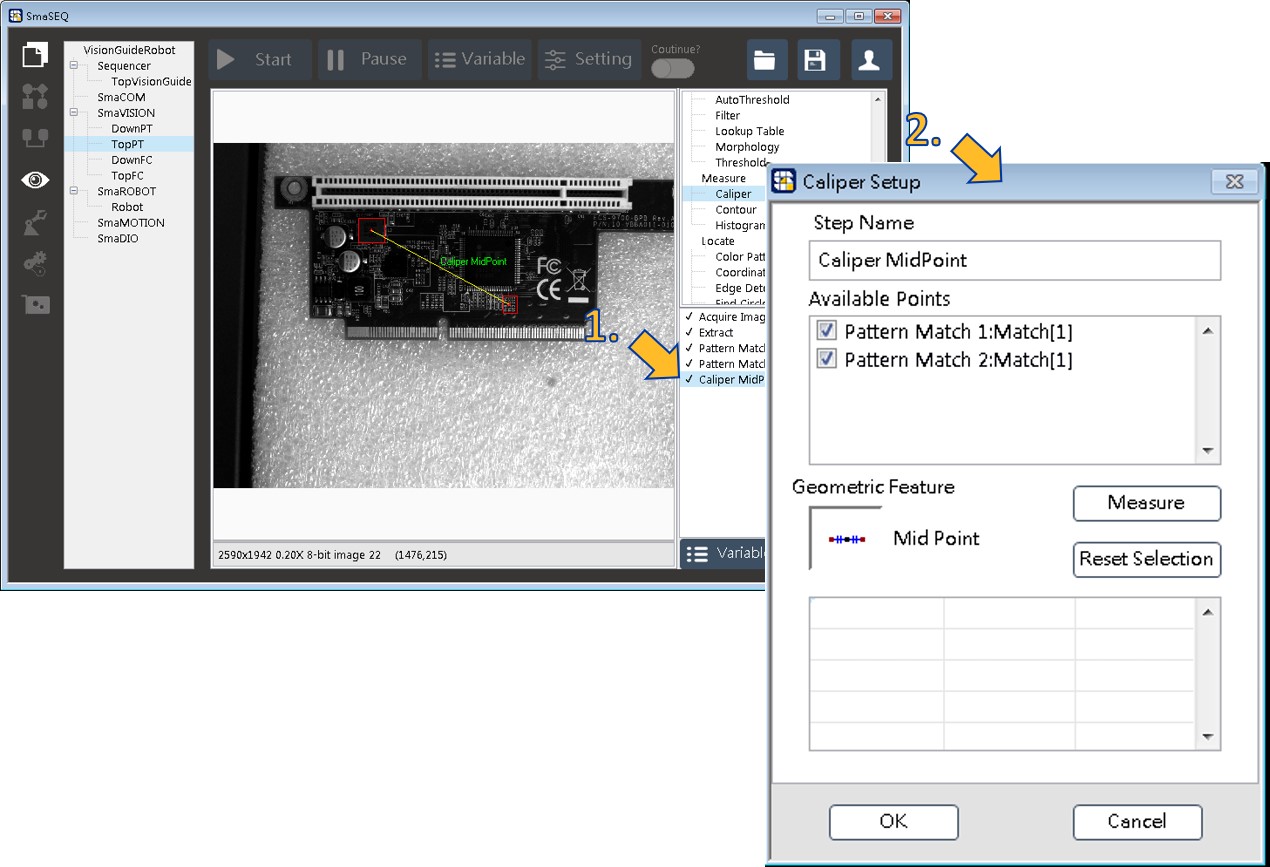 SmaSEQ
VisionGuideRobot
Sequencer
TopVisionGuide
SmaCOM
SmaVISION
DownPT
TopPT
DownFC
TopFC
SmaROBOT
Robot
SmaMOTION
SmaDIO
Start
Pause
Variable
Setting
Coutinue?
Caliper MidPoint
FC
CE
2590x1942 0.20X 8-bit image 22 (1476,215)
AutoThreshold
Filter
Lookup Table
Morphology
Threshold
Measure
Caliper
Contour
Histogram
Locate
Color Patt
Coordinat
Edge Dete
Find Circl
Acquire Imag
Extract
Pattern Match
Pattern Match
Caliper MidP
Variabl
1.
2.
Caliper Setup
Step Name
Caliper MidPoint
Available Points
Pattern Match 1:Match[1]
Pattern Match 2:Match[1]
Geometric Feature
Mid Point
Measure
Reset Selection
OK
Cancel